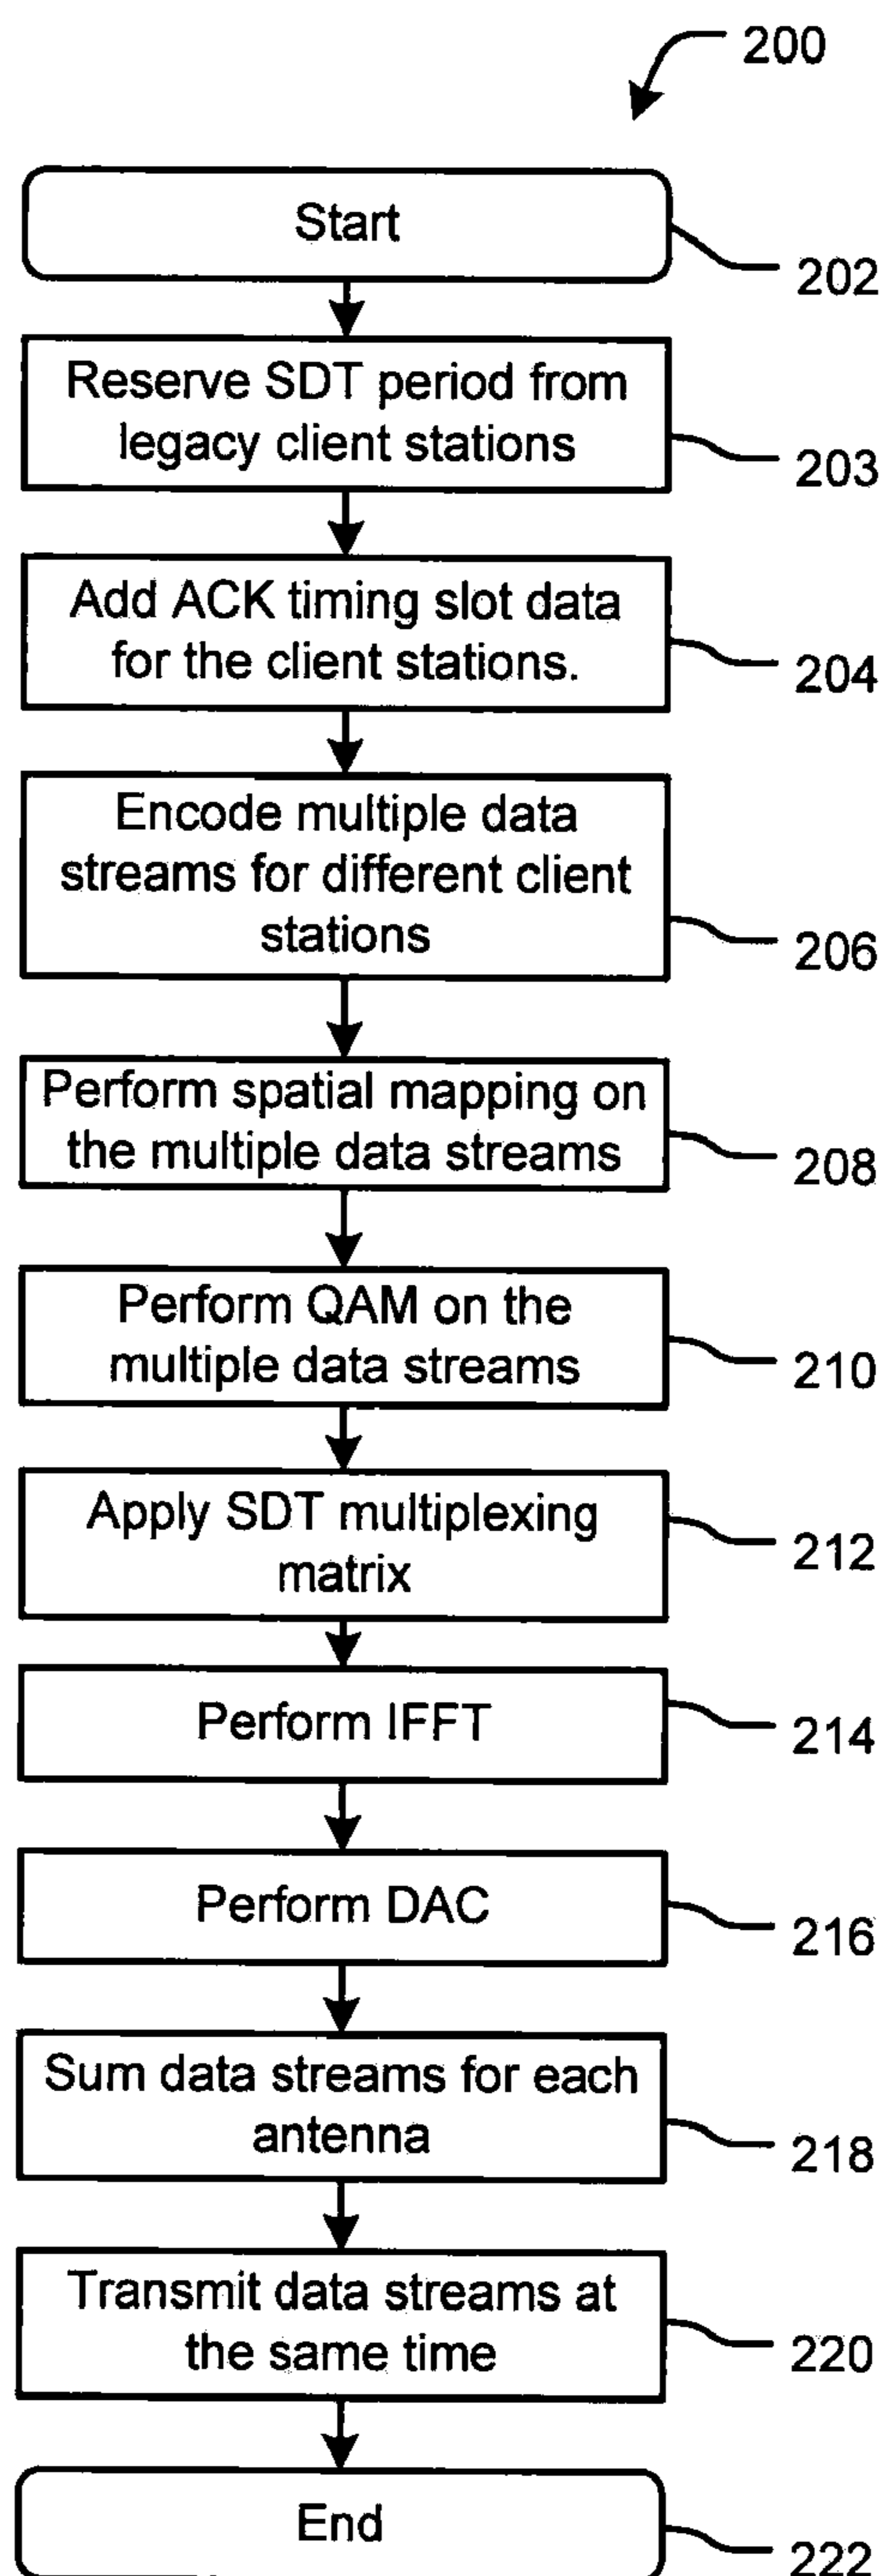 200
Start
202
Reserve SDT period from
legacy client stations
203
Add ACK timing slot data
for the client stations.
204
Encode multiple data
streams for different client
stations
206
Perform spatial mapping on
the multiple data streams
208
Perform QAM on the
multiple data streams
210
Apply SDT multiplexing
matrix
212
Perform IFFT
214
Perform DAC
216
Sum data streams for each
antenna
218
Transmit data streams at
the same time
220
End
222